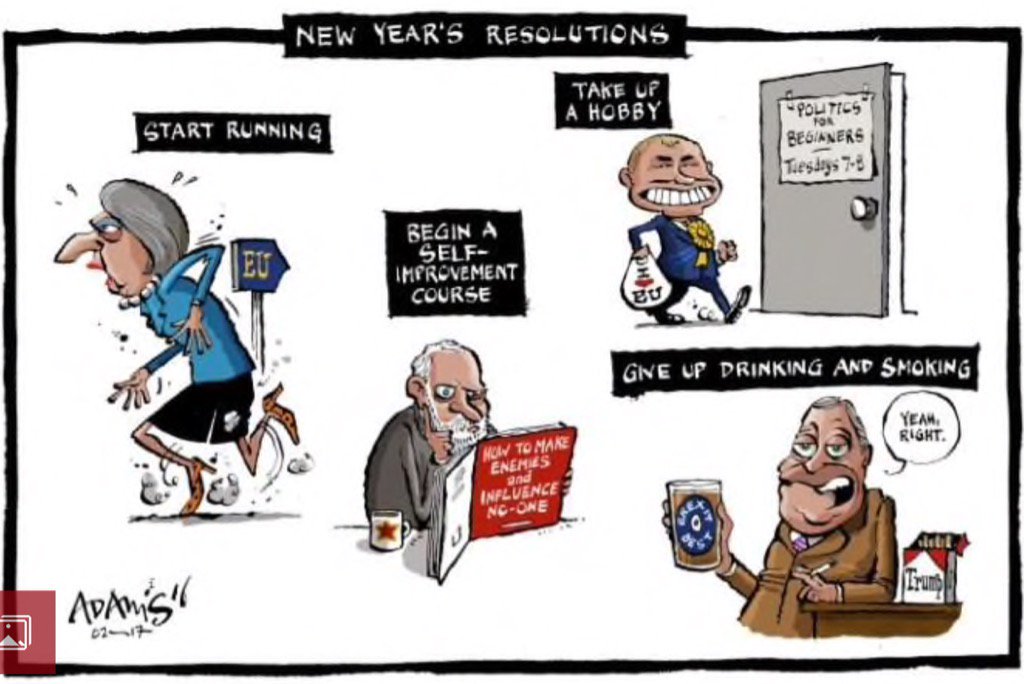 NEW YEAR'S RESOLUTIONS
START RUNNING
EU
BEGIN A
SELF-
IMPROVEMENT
COURSE
HOW TO MAKE
ENEMIES
and
INFLUENCE
NO-ONE
TAKE UP
A HOBBY
POLITICS
FOR
BEGINNERS
Tuesdays 7-8
I
EU
GIVE UP DRINKING AND SMOKING
YEAH,
RIGHT.
BREXIT
BEST
Trump
ADAMS '16
02-17